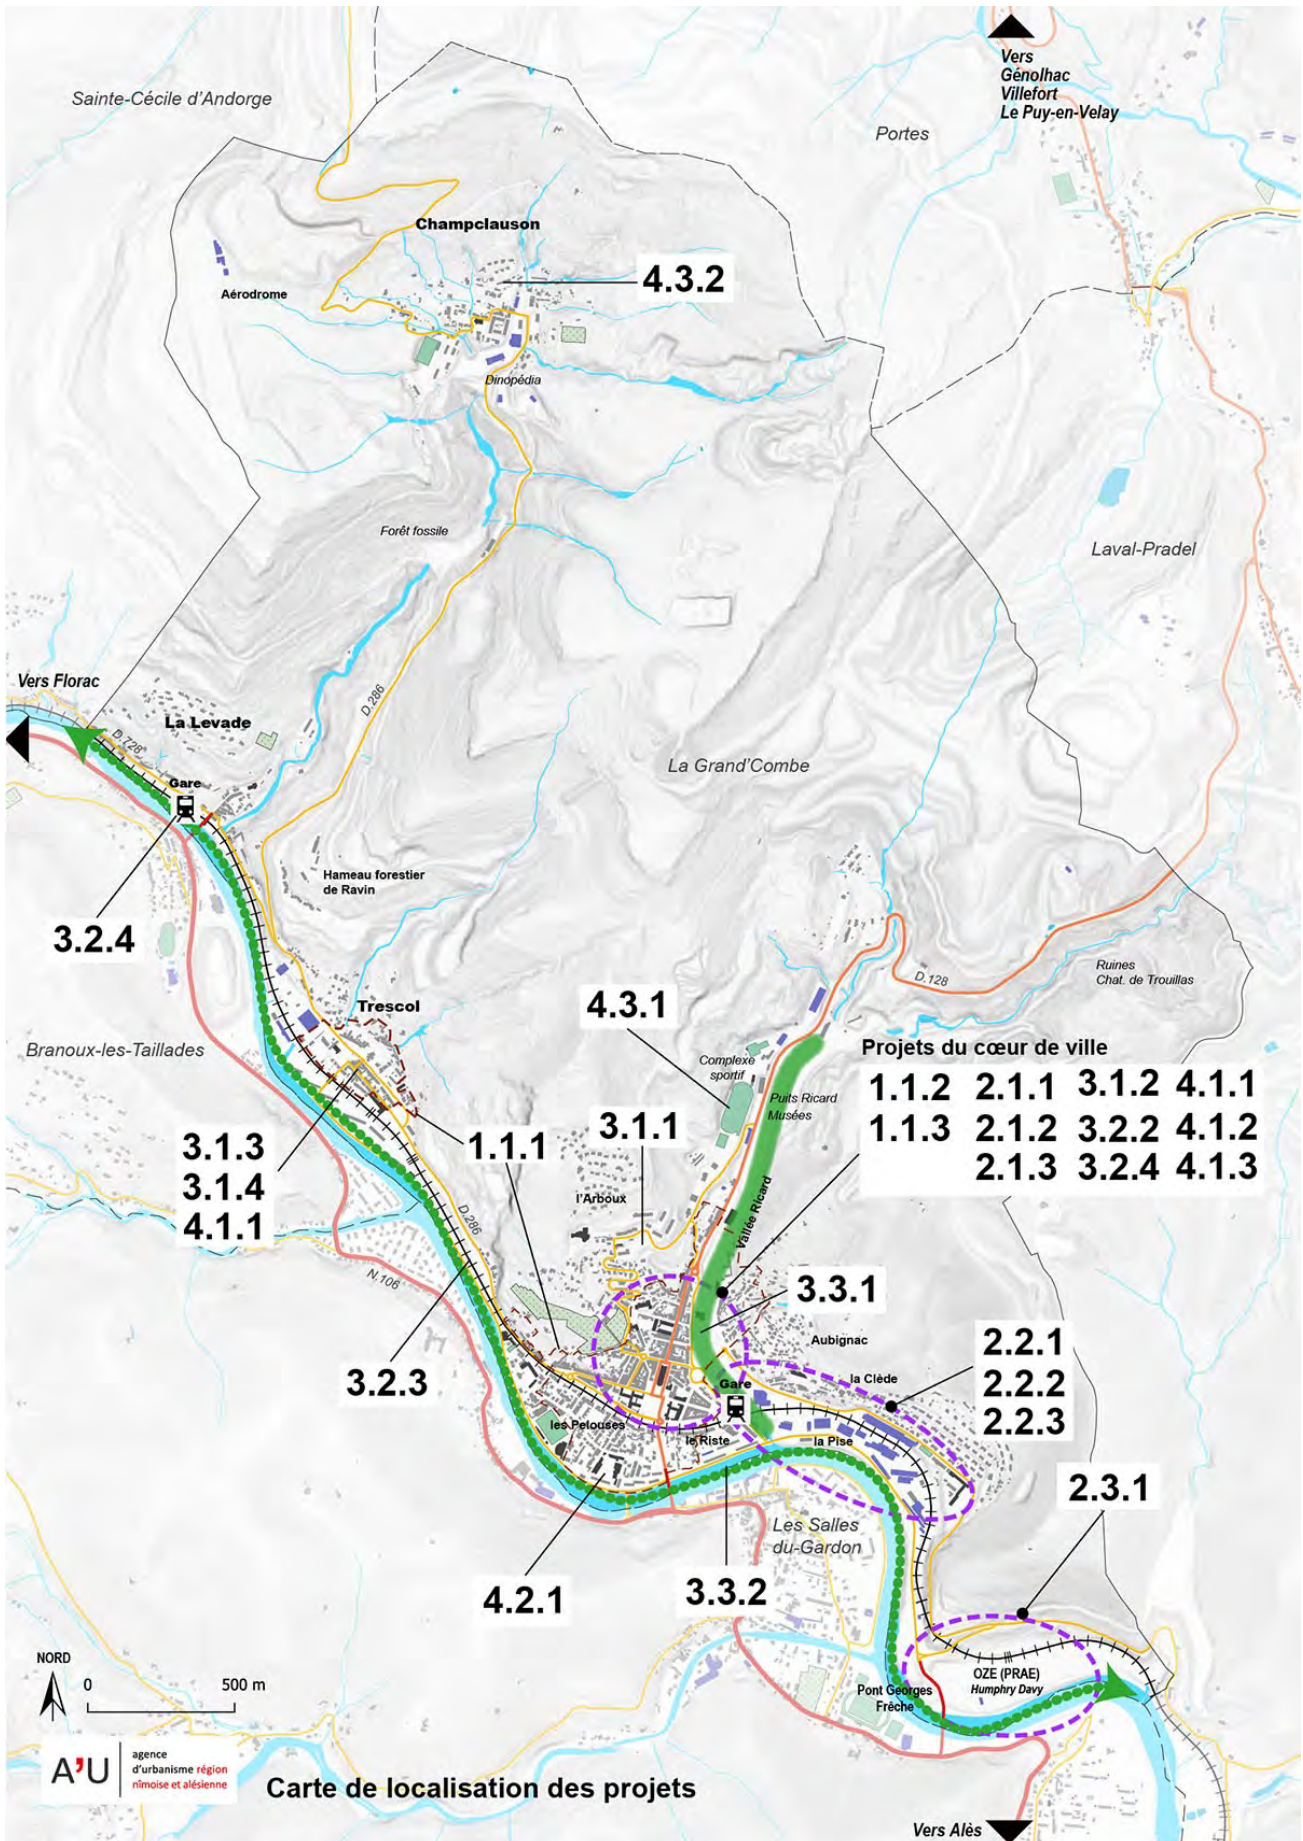 Vers
Génolhac
Villefort
Le Puy-en-Velay
Sainte-Cécile d'Andorge
Portes
Champclauson
4.3.2
Aérodrome
Dinopédia
Forêt fossile
Laval-Pradel
Vers Florac
D.286
La Levade
D.728
La Grand'Combe
Gare
Hameau forestier
de Ravin
3.2.4
Ruines
Chat. de Trouillas
D.128
Trescol
4.3.1
Branoux-les-Taillades
Complexe
sportif
Projets du cœur de ville
1.1.2 2.1.1 3.1.2 4.1.1
1.1.3 2.1.2 3.2.2 4.1.2
2.1.3 3.2.4 4.1.3
Puits Ricard
Musées
3.1.1
3.1.3
3.1.4
4.1.1
1.1.1
l'Arboux
Vallée Ricard
D.286
N.106
3.3.1
Aubignac
2.2.1
2.2.2
2.2.3
3.2.3
la Clède
Gare
les Pelouses
le Riste
la Pise
2.3.1
Les Salles
du-Gardon
4.2.1
3.3.2
OZE (PRAE)
Humphry Davy
Pont Georges
Frêche
NORD
0 500 m
A'U
agence
d'urbanisme région
nîmoise et alésienne
Carte de localisation des projets
Vers Alès